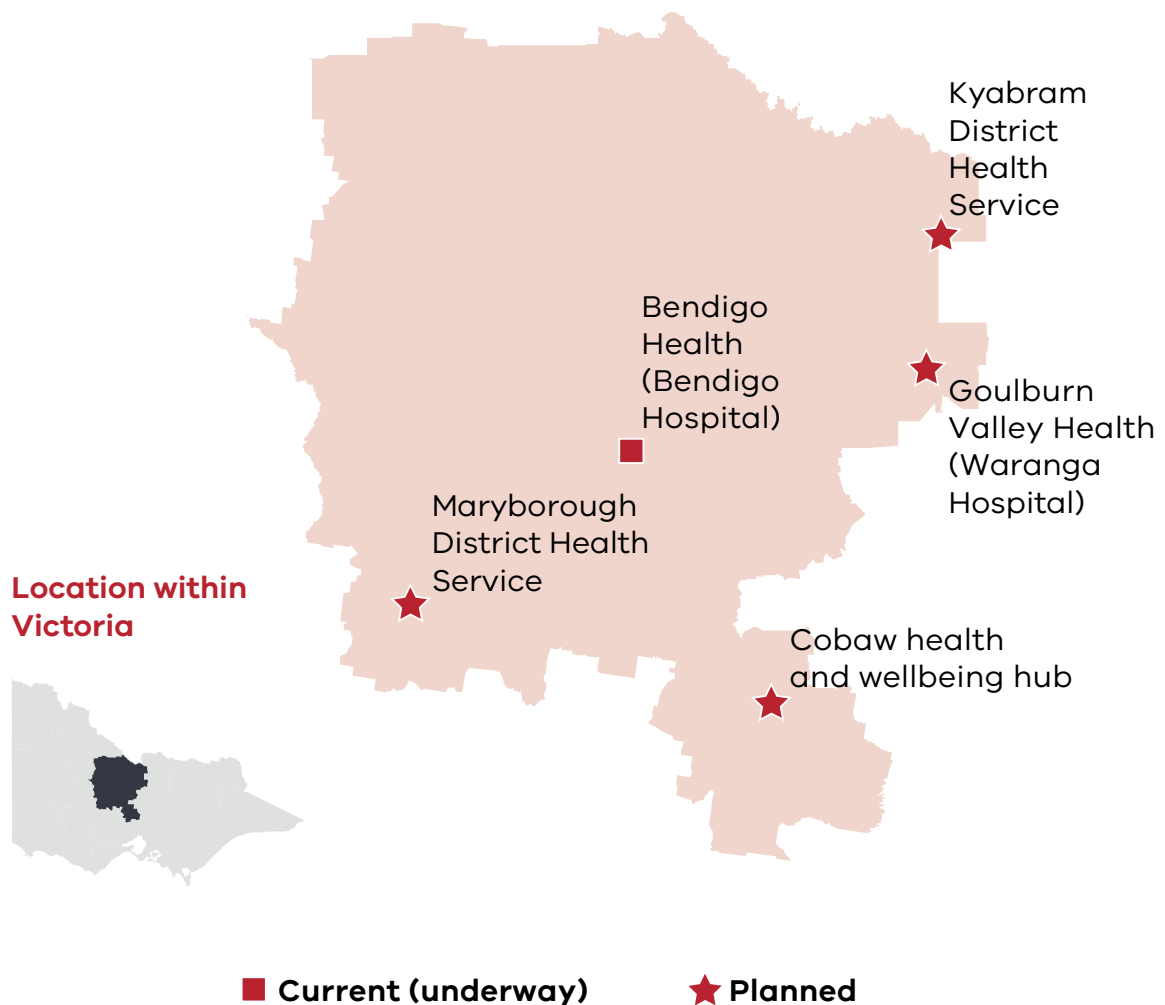 Kyabram
District
Health
Service
Bendigo
Health
(Bendigo
Hospital)
Goulburn
Valley Health
(Waranga
Hospital)
Maryborough
District Health
Service
Location within
Victoria
Cobaw health
and wellbeing hub
Current (underway)
Planned